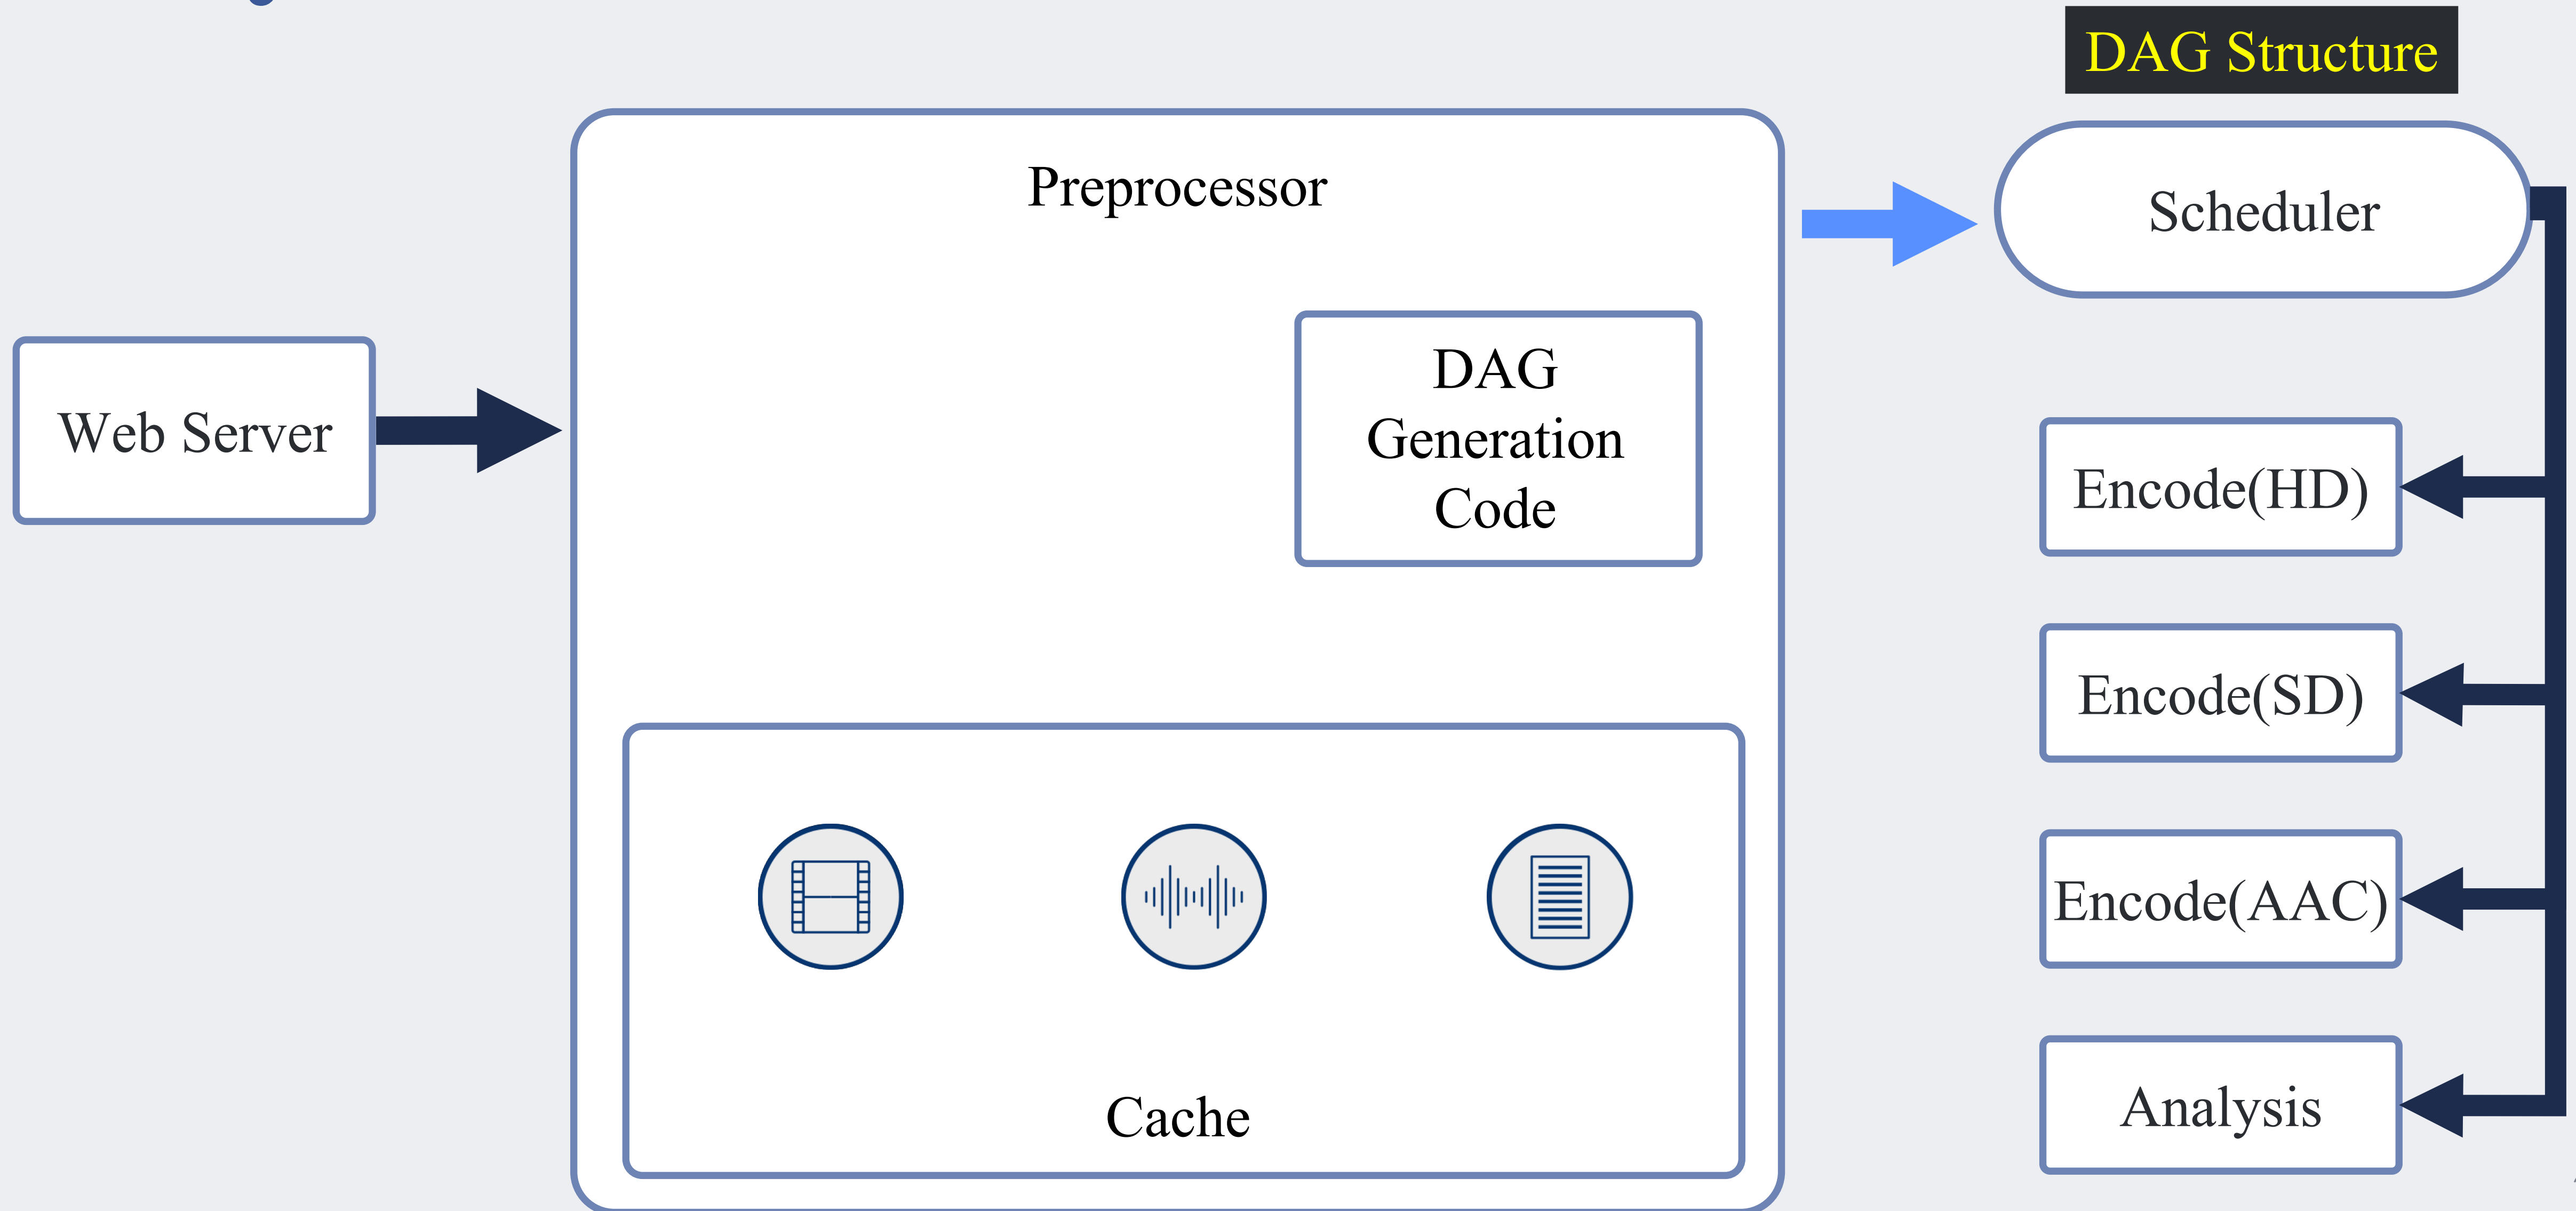 DAG Structure
Preprocessor
Scheduler
DAG
Generation
Code
Web Server
Encode(HD)
Encode(SD)
Encode(AAC)
Cache
Analysis